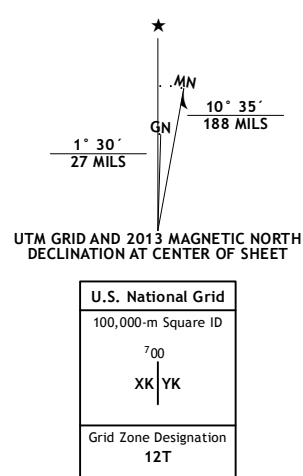 ★
MN
10° 35´
188 MILS
GN
1° 30´
27 MILS
UTM GRID AND 2013 MAGNETIC NORTH
DECLINATION AT CENTER OF SHEET
U.S. National Grid
100,000-m Square ID
⁷00
XK YK
Grid Zone Designation
12T